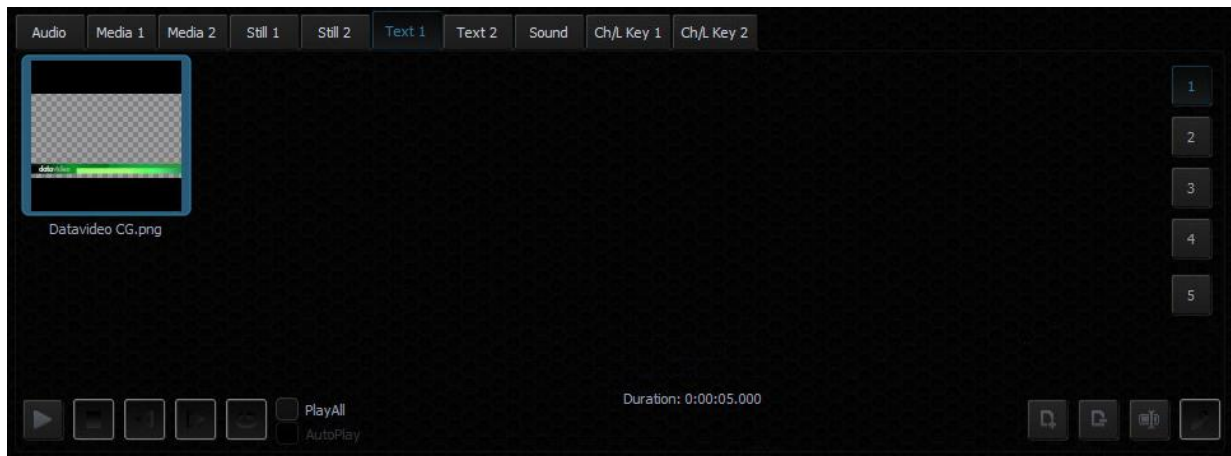 Audio Media 1 Media 2 Still 1 Still 2 Text 1 Text 2 Sound Ch/L Key 1 Ch/L Key 2
1
datavideo
2
3
Datavideo CG.png
4
5
Duration: 0:00:05.000
PlayAll
AutoPlay